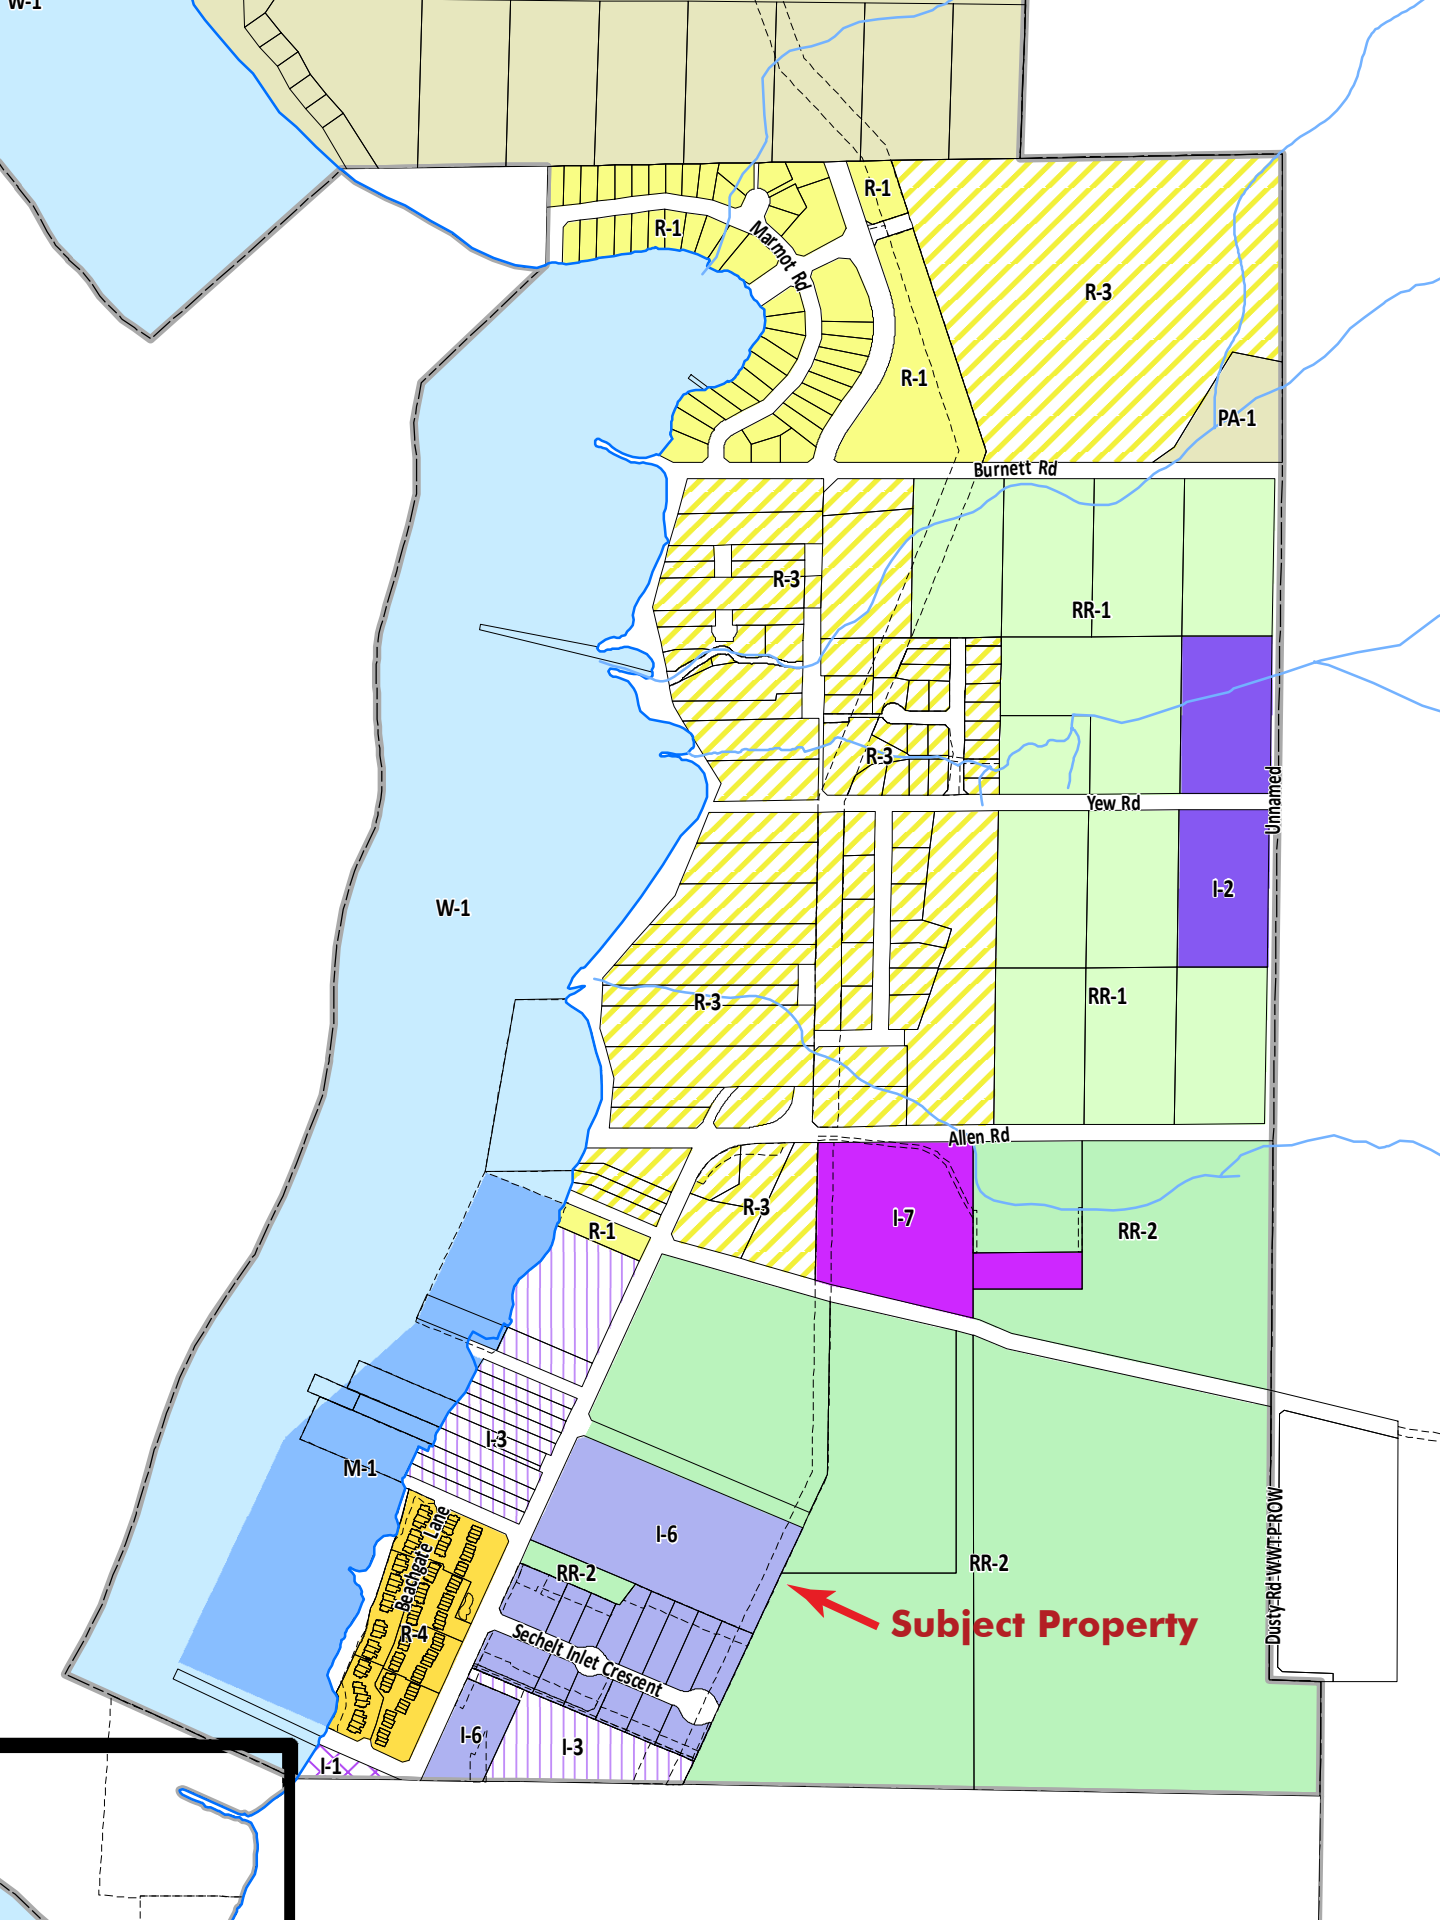 W-1
R-1
R-1
Marmot Rd
R-3
R-1
PA-1
Burnett Rd
R-3
RR-1
R-3
Unnamed
Yew Rd
I-2
W-1
RR-1
R-3
Allen Rd
R-3
I-7
R-1
RR-2
I-3
M-1
Beachgate Lane
I-6
RR-2
RR-2
Dusty Rd-WWTP ROW
Subject Property
R-4
Sechelt Inlet Crescent
I-6
I-3
I-1